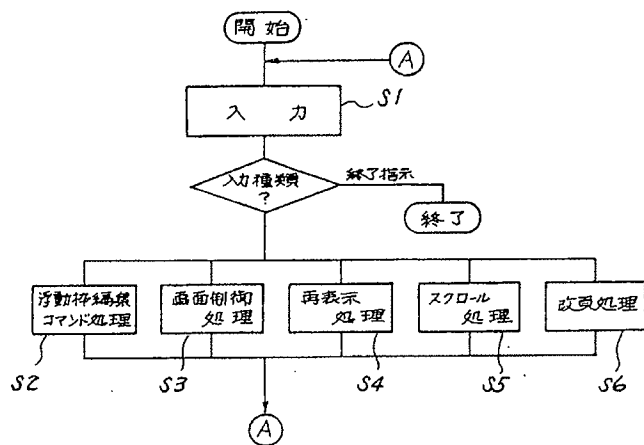 開始
A
入 力
S1
入力種類
?
終了指示
終了
浮動枠編集
コマンド処理
画面制御
処理
再表示
処理
スクロール
処理
改頁処理
S2
S3
S4
S5
S6
A